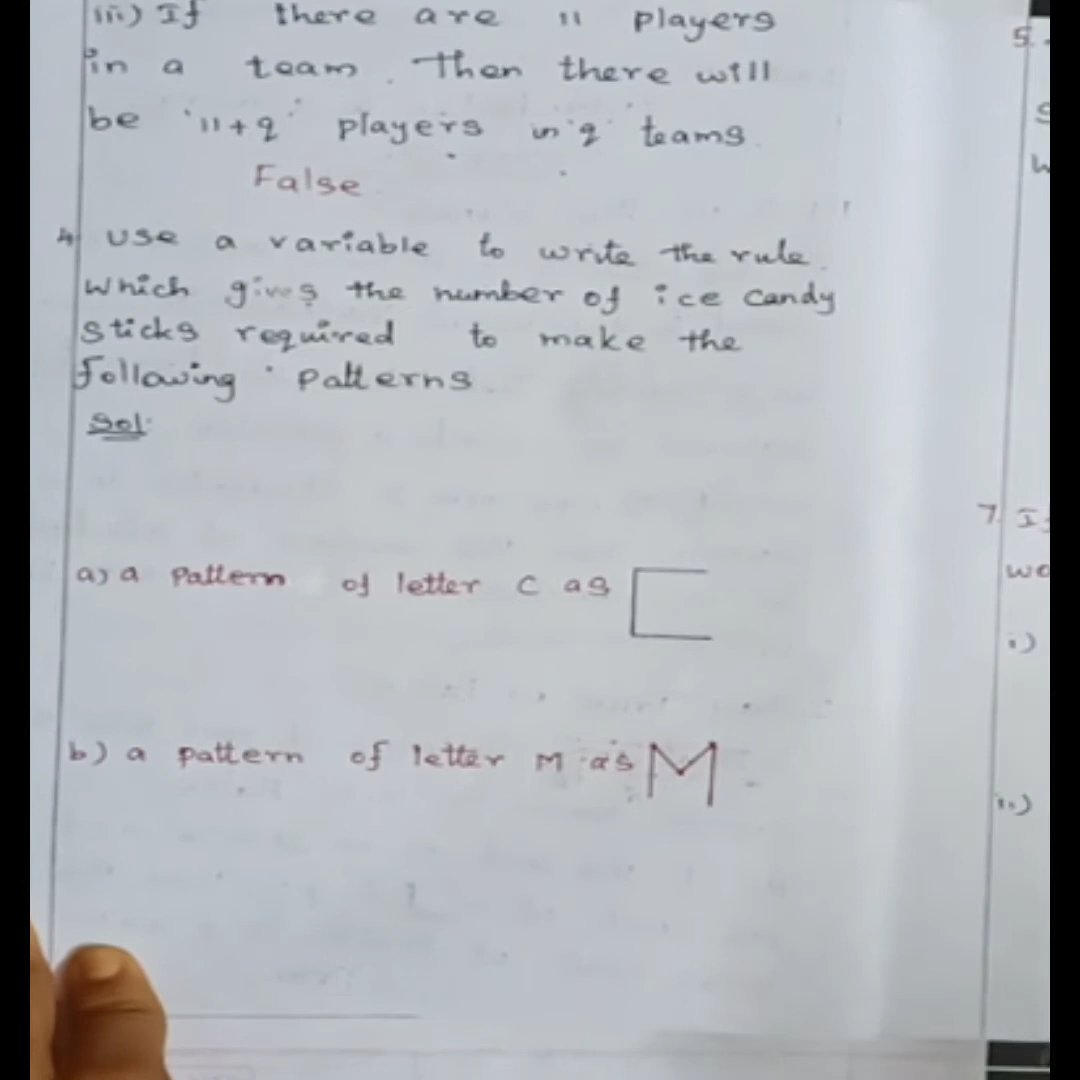 iii) If there are 11 players
in a team. Then there will
be '11+q' players in 'q' teams.
False
4 Use a variable to write the rule.
Which gives the number of ice candy
sticks required to make the
following patterns.
Sol:
a) a pattern of letter C as
b) a pattern of letter M as M
5.
S
w
7. If
wo
i)
ii)